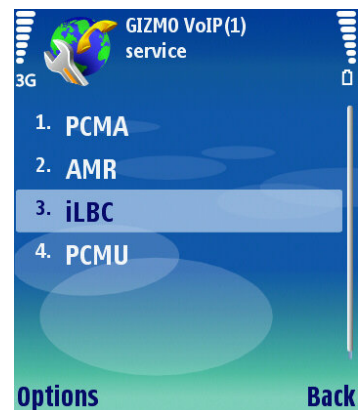 GIZMO VoIP(1)
service
3G
1. PCMA
2. AMR
3. iLBC
4. PCMU
Options Back